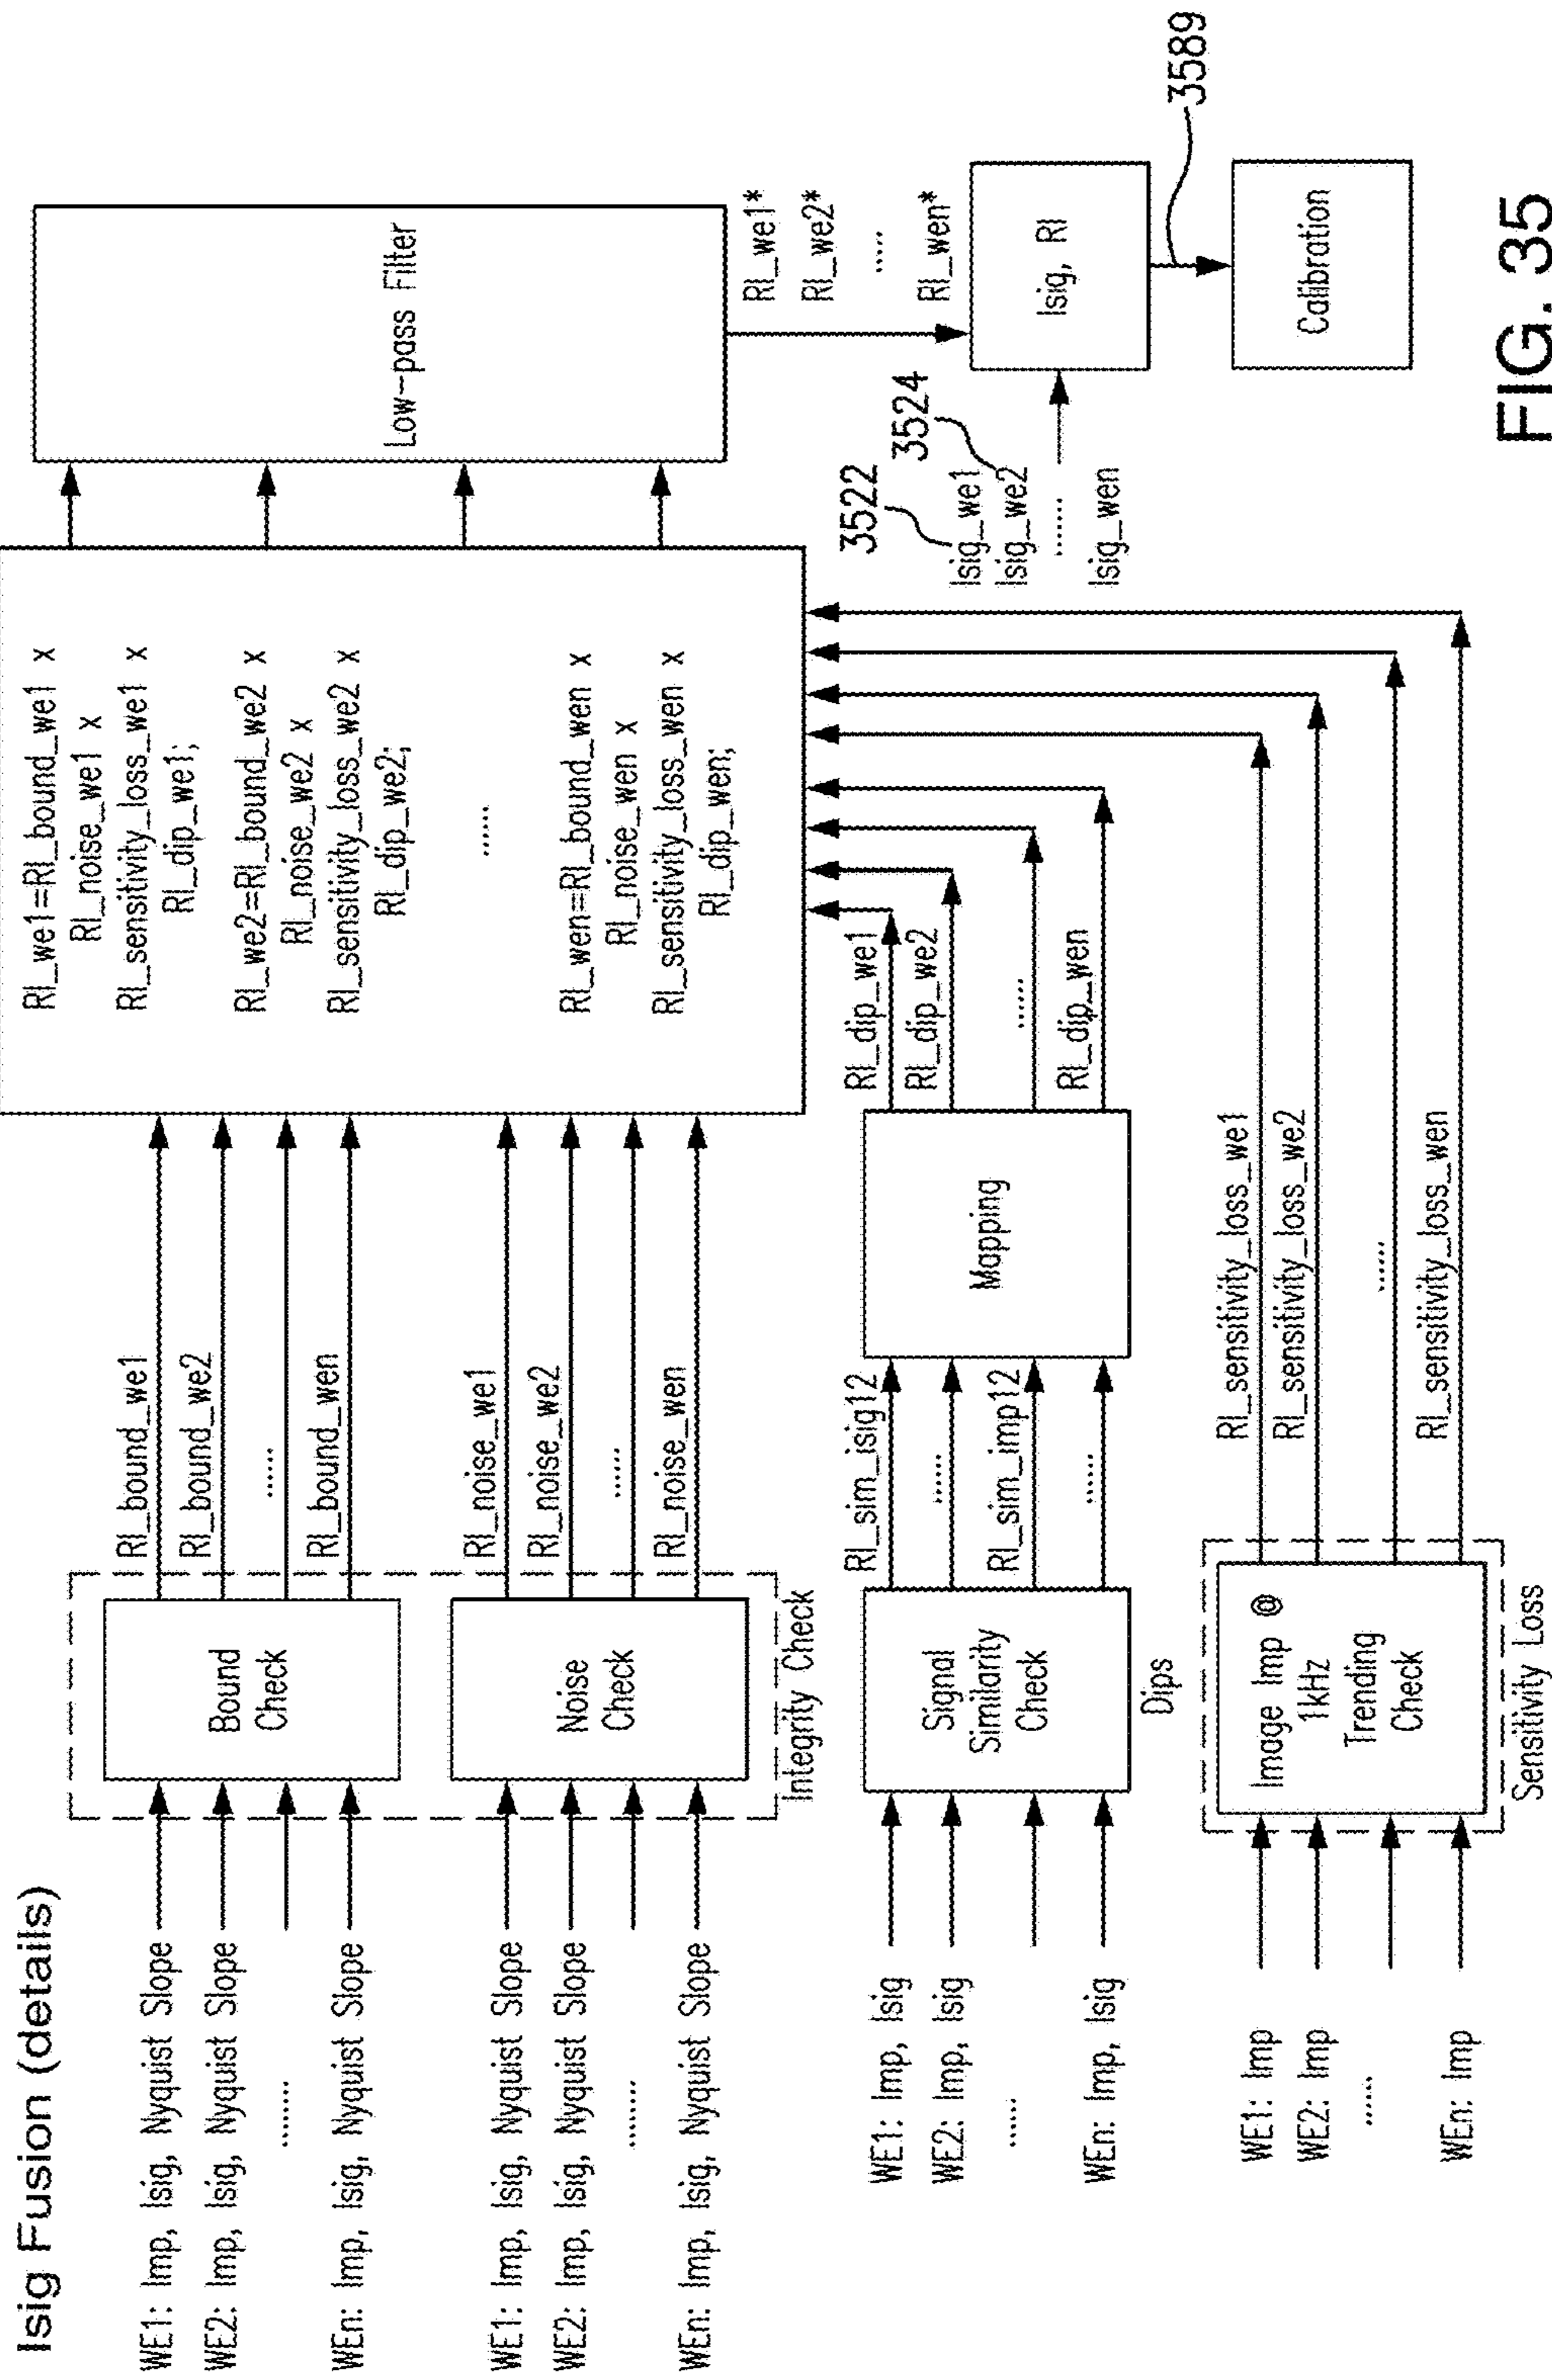 Isig Fusion (details)
WE1: Imp, Isig, Nyquist Slope
WE2: Imp, Isig, Nyquist Slope
........
WEn: Imp, Isig, Nyquist Slope
WE1: Imp, Isig, Nyquist Slope
WE2: Imp, Isig, Nyquist Slope
........
WEn: Imp, Isig, Nyquist Slope
WE1: Imp, Isig
WE2: Imp, Isig
......
WEn: Imp, Isig
WE1: Imp
WE2: Imp
......
WEn: Imp
Bound
Check
Noise
Check
Integrity Check
Signal
Similarity
Check
Dips
Image Imp @
1kHz
Trending
Check
Sensitivity Loss
RI_bound_we1
RI_bound_we2
......
RI_bound_wen
RI_noise_we1
RI_noise_we2
......
RI_noise_wen
RI_sim_isig12
......
RI_sim_imp12
......
Mapping
RI_dip_we1
RI_dip_we2
......
RI_dip_wen
RI_sensitivity_loss_we1
RI_sensitivity_loss_we2
......
RI_sensitivity_loss_wen
RI_we1=RI_bound_we1 x
RI_noise_we1 x
RI_sensitivity_loss_we1 x
RI_dip_we1;
RI_we2=RI_bound_we2 x
RI_noise_we2 x
RI_sensitivity_loss_we2 x
RI_dip_we2;
......
RI_wen=RI_bound_wen x
RI_noise_wen x
RI_sensitivity_loss_wen x
RI_dip_wen;
Low-pass Filter
RI_we1*
RI_we2*
.....
RI_wen*
3522
3524
Isig_we1
Isig_we2
......
Isig_wen
Isig, RI
3589
Calibration
FIG. 35